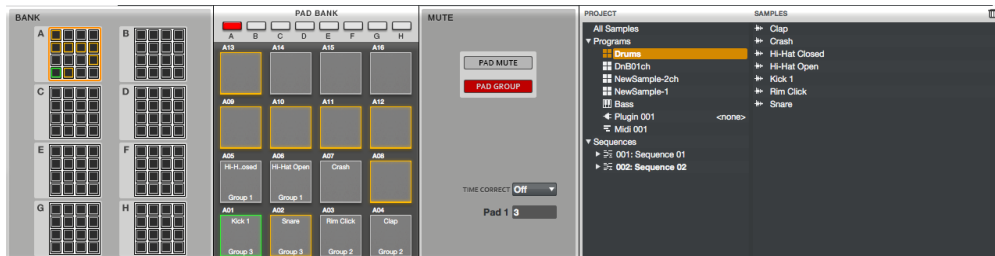 BANK
A
B
C
D
E
F
G
H
PAD BANK
A B C D E F G H
A13 A14 A15 A16
A09 A10 A11 A12
A05 A06 A07 A08
Hi-H..osed Hi-Hat Open Crash
Group 1 Group 1
A01 A02 A03 A04
Kick 1 Snare Rim Click Clap
Group 3 Group 3 Group 2 Group 2
MUTE
PAD MUTE
PAD GROUP
TIME CORRECT Off
Pad 1 3
PROJECT
All Samples
Programs
Drums
DnB01ch
NewSample-2ch
NewSample-1
Bass
Plugin 001 <none>
Midi 001
Sequences
001: Sequence 01
002: Sequence 02
SAMPLES
Clap
Crash
Hi-Hat Closed
Hi-Hat Open
Kick 1
Rim Click
Snare